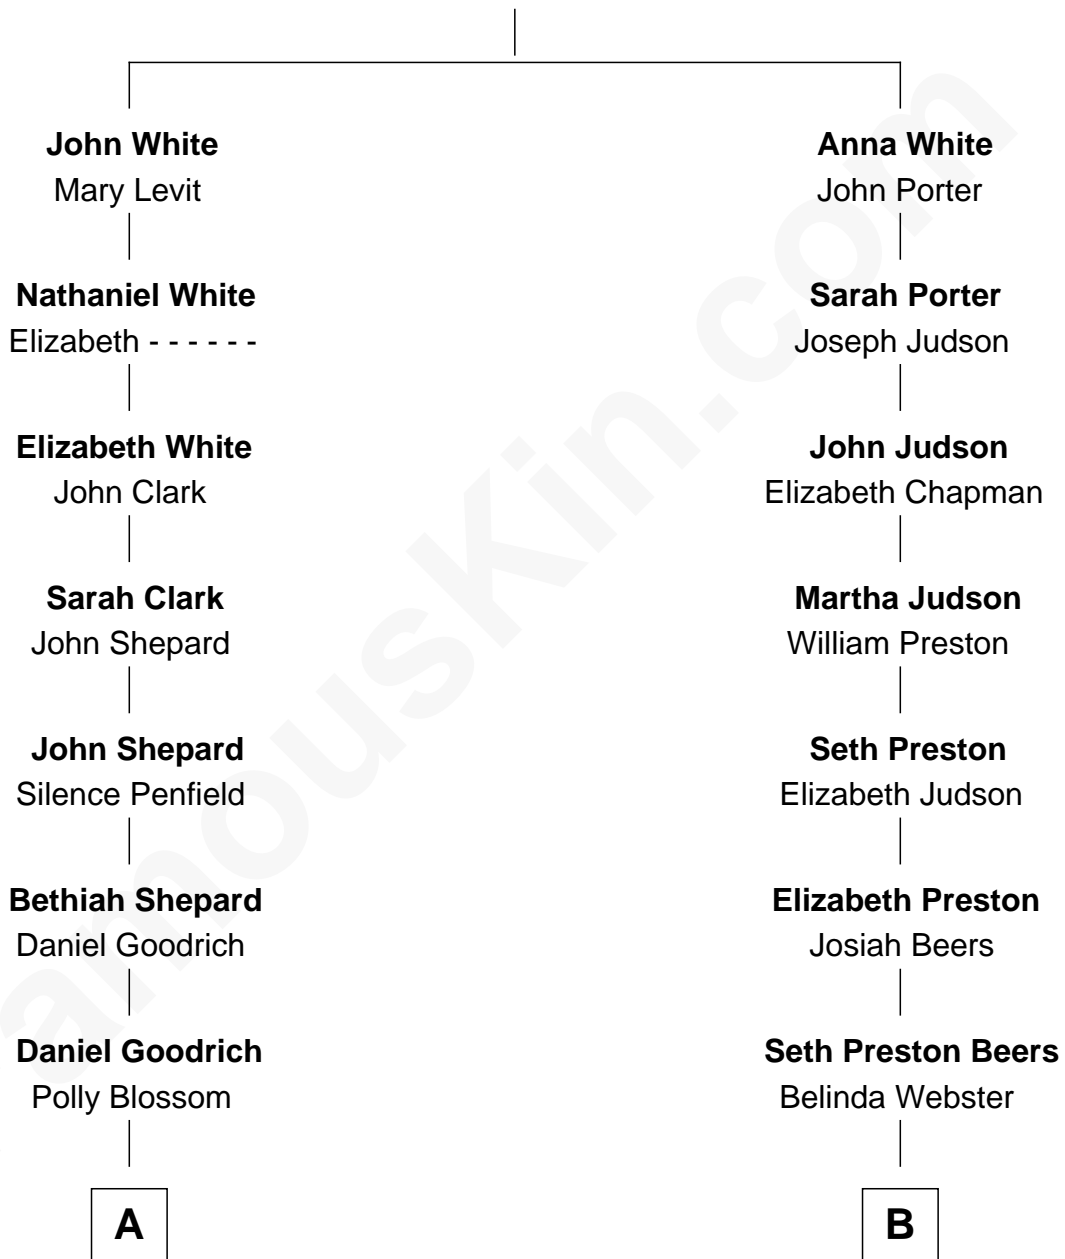 John White
Mary Levit
Anna White
John Porter
Nathaniel White
Elizabeth - - - - - -
Sarah Porter
Joseph Judson
Elizabeth White
John Clark
John Judson
Elizabeth Chapman
Sarah Clark
John Shepard
Martha Judson
William Preston
John Shepard
Silence Penfield
Seth Preston
Elizabeth Judson
Bethiah Shepard
Daniel Goodrich
Elizabeth Preston
Josiah Beers
Daniel Goodrich
Polly Blossom
Seth Preston Beers
Belinda Webster
A
B
amousKin.com